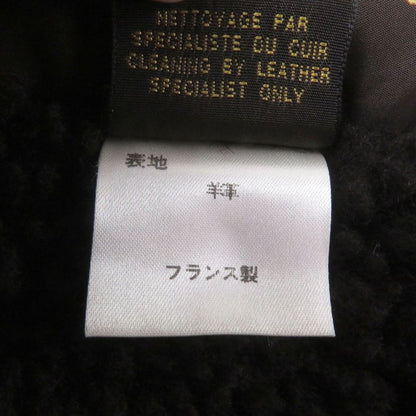 NETTOYAGE PAR
SPECIALISTE DU CUIR
CLEANING BY LEATHER
SPECIALIST ONLY
表地
羊革
フランス製